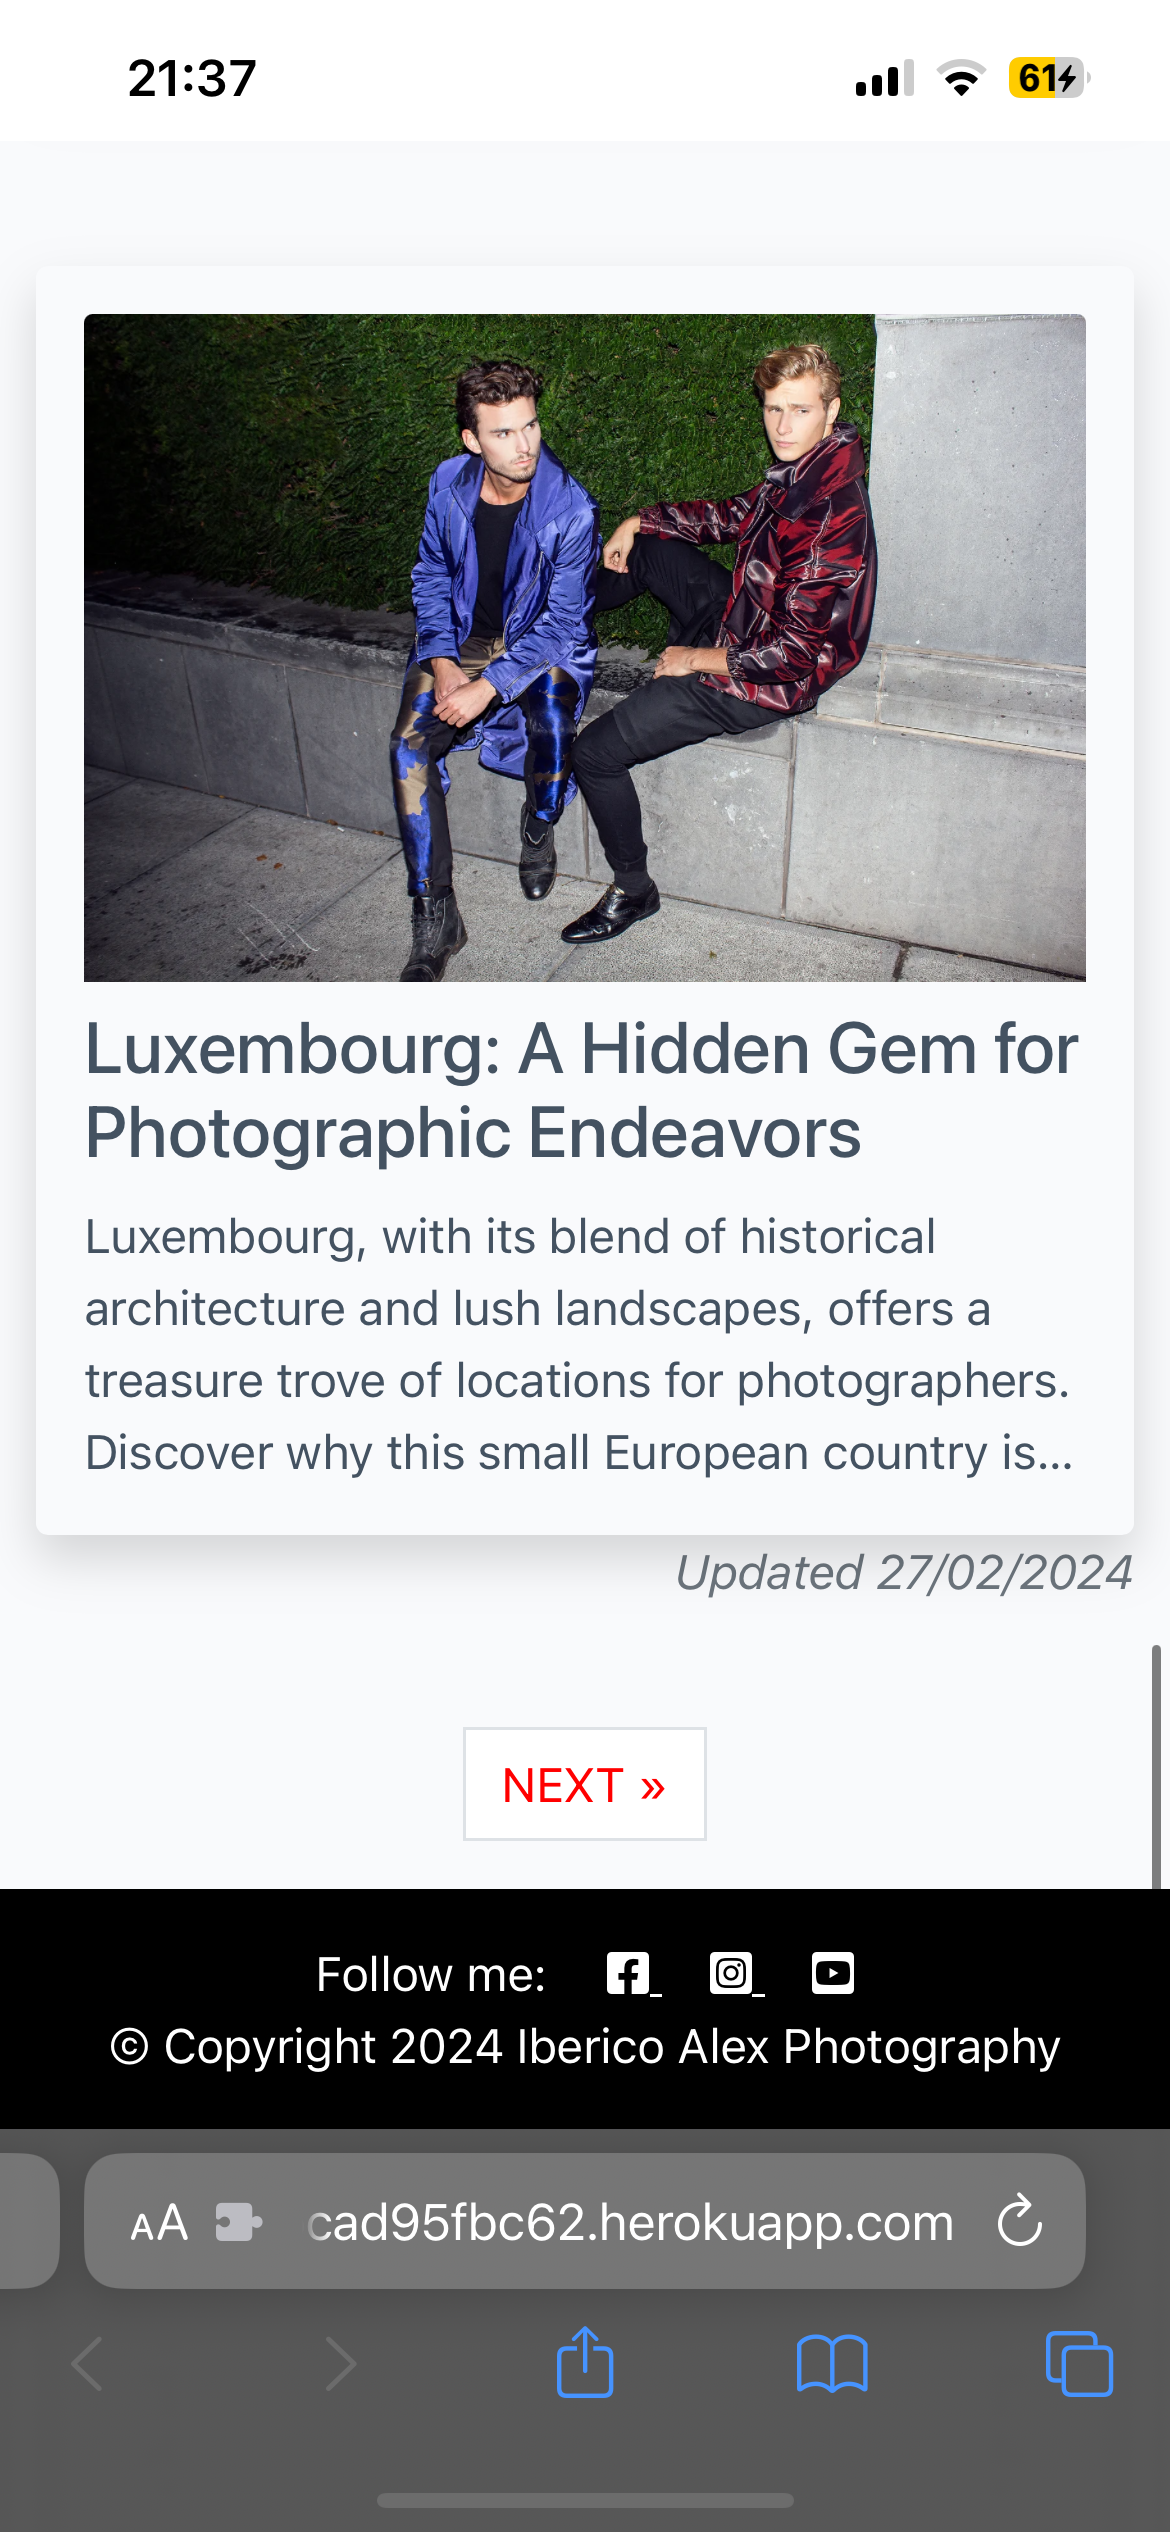 21:37
61
Luxembourg: A Hidden Gem for
Photographic Endeavors
Luxembourg, with its blend of historical
architecture and lush landscapes, offers a
treasure trove of locations for photographers.
Discover why this small European country is...
Updated 27/02/2024
NEXT »
Follow me:
© Copyright 2024 Iberico Alex Photography
AA cad95fbc62.herokuapp.com